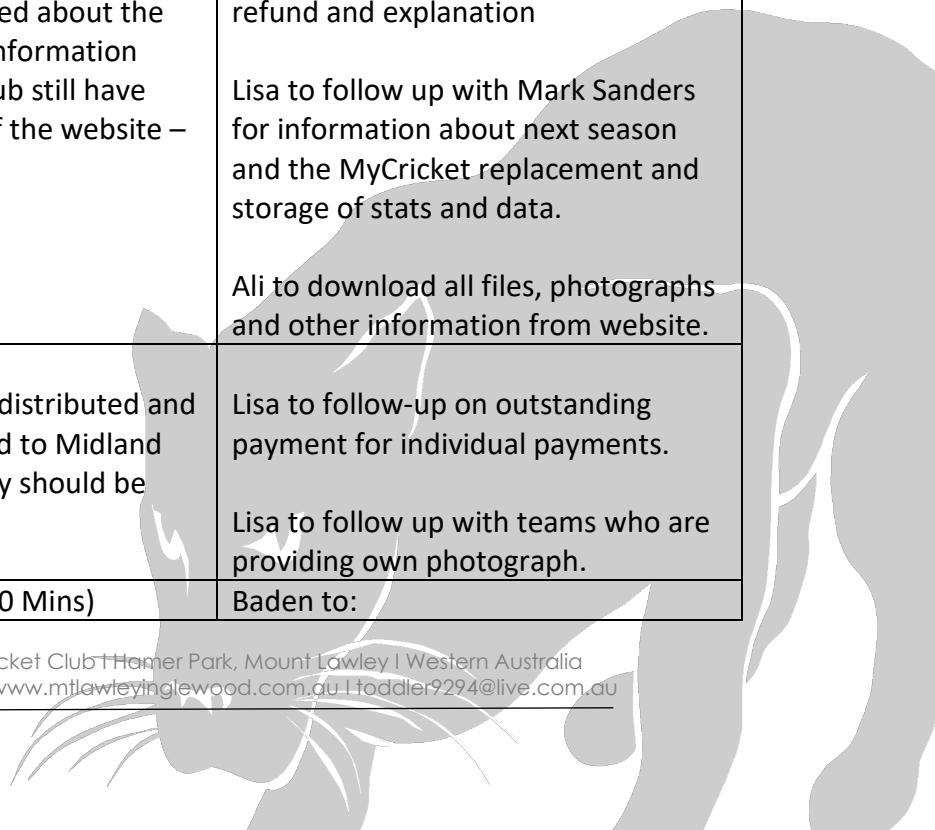 ed about the
nformation
ub still have
f the website –
refund and explanation
Lisa to follow up with Mark Sanders
for information about next season
and the MyCricket replacement and
storage of stats and data.
Ali to download all files, photographs
and other information from website.
distributed and
d to Midland
y should be
Lisa to follow-up on outstanding
payment for individual payments.
Lisa to follow up with teams who are
providing own photograph.
0 Mins)
Baden to:
cket Club I Hamer Park, Mount Lawley I Western Australia
www.mtlawleyinglewood.com.au I toddler9294@live.com.au